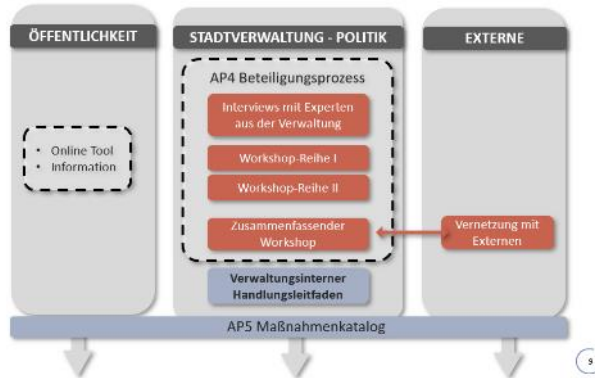 ÖFFENTLICHKEIT
STADTVERWALTUNG - POLITIK
EXTERNE
AP4 Beteiligungsprozess
Interviews mit Experten
aus der Verwaltung
• Online Tool
• Information
Workshop-Reihe I
Workshop-Reihe II
Zusammenfassender
Workshop
Vernetzung mit
Externen
Verwaltungsinterner
Handlungsleitfaden
AP5 Maßnahmenkatalog
9